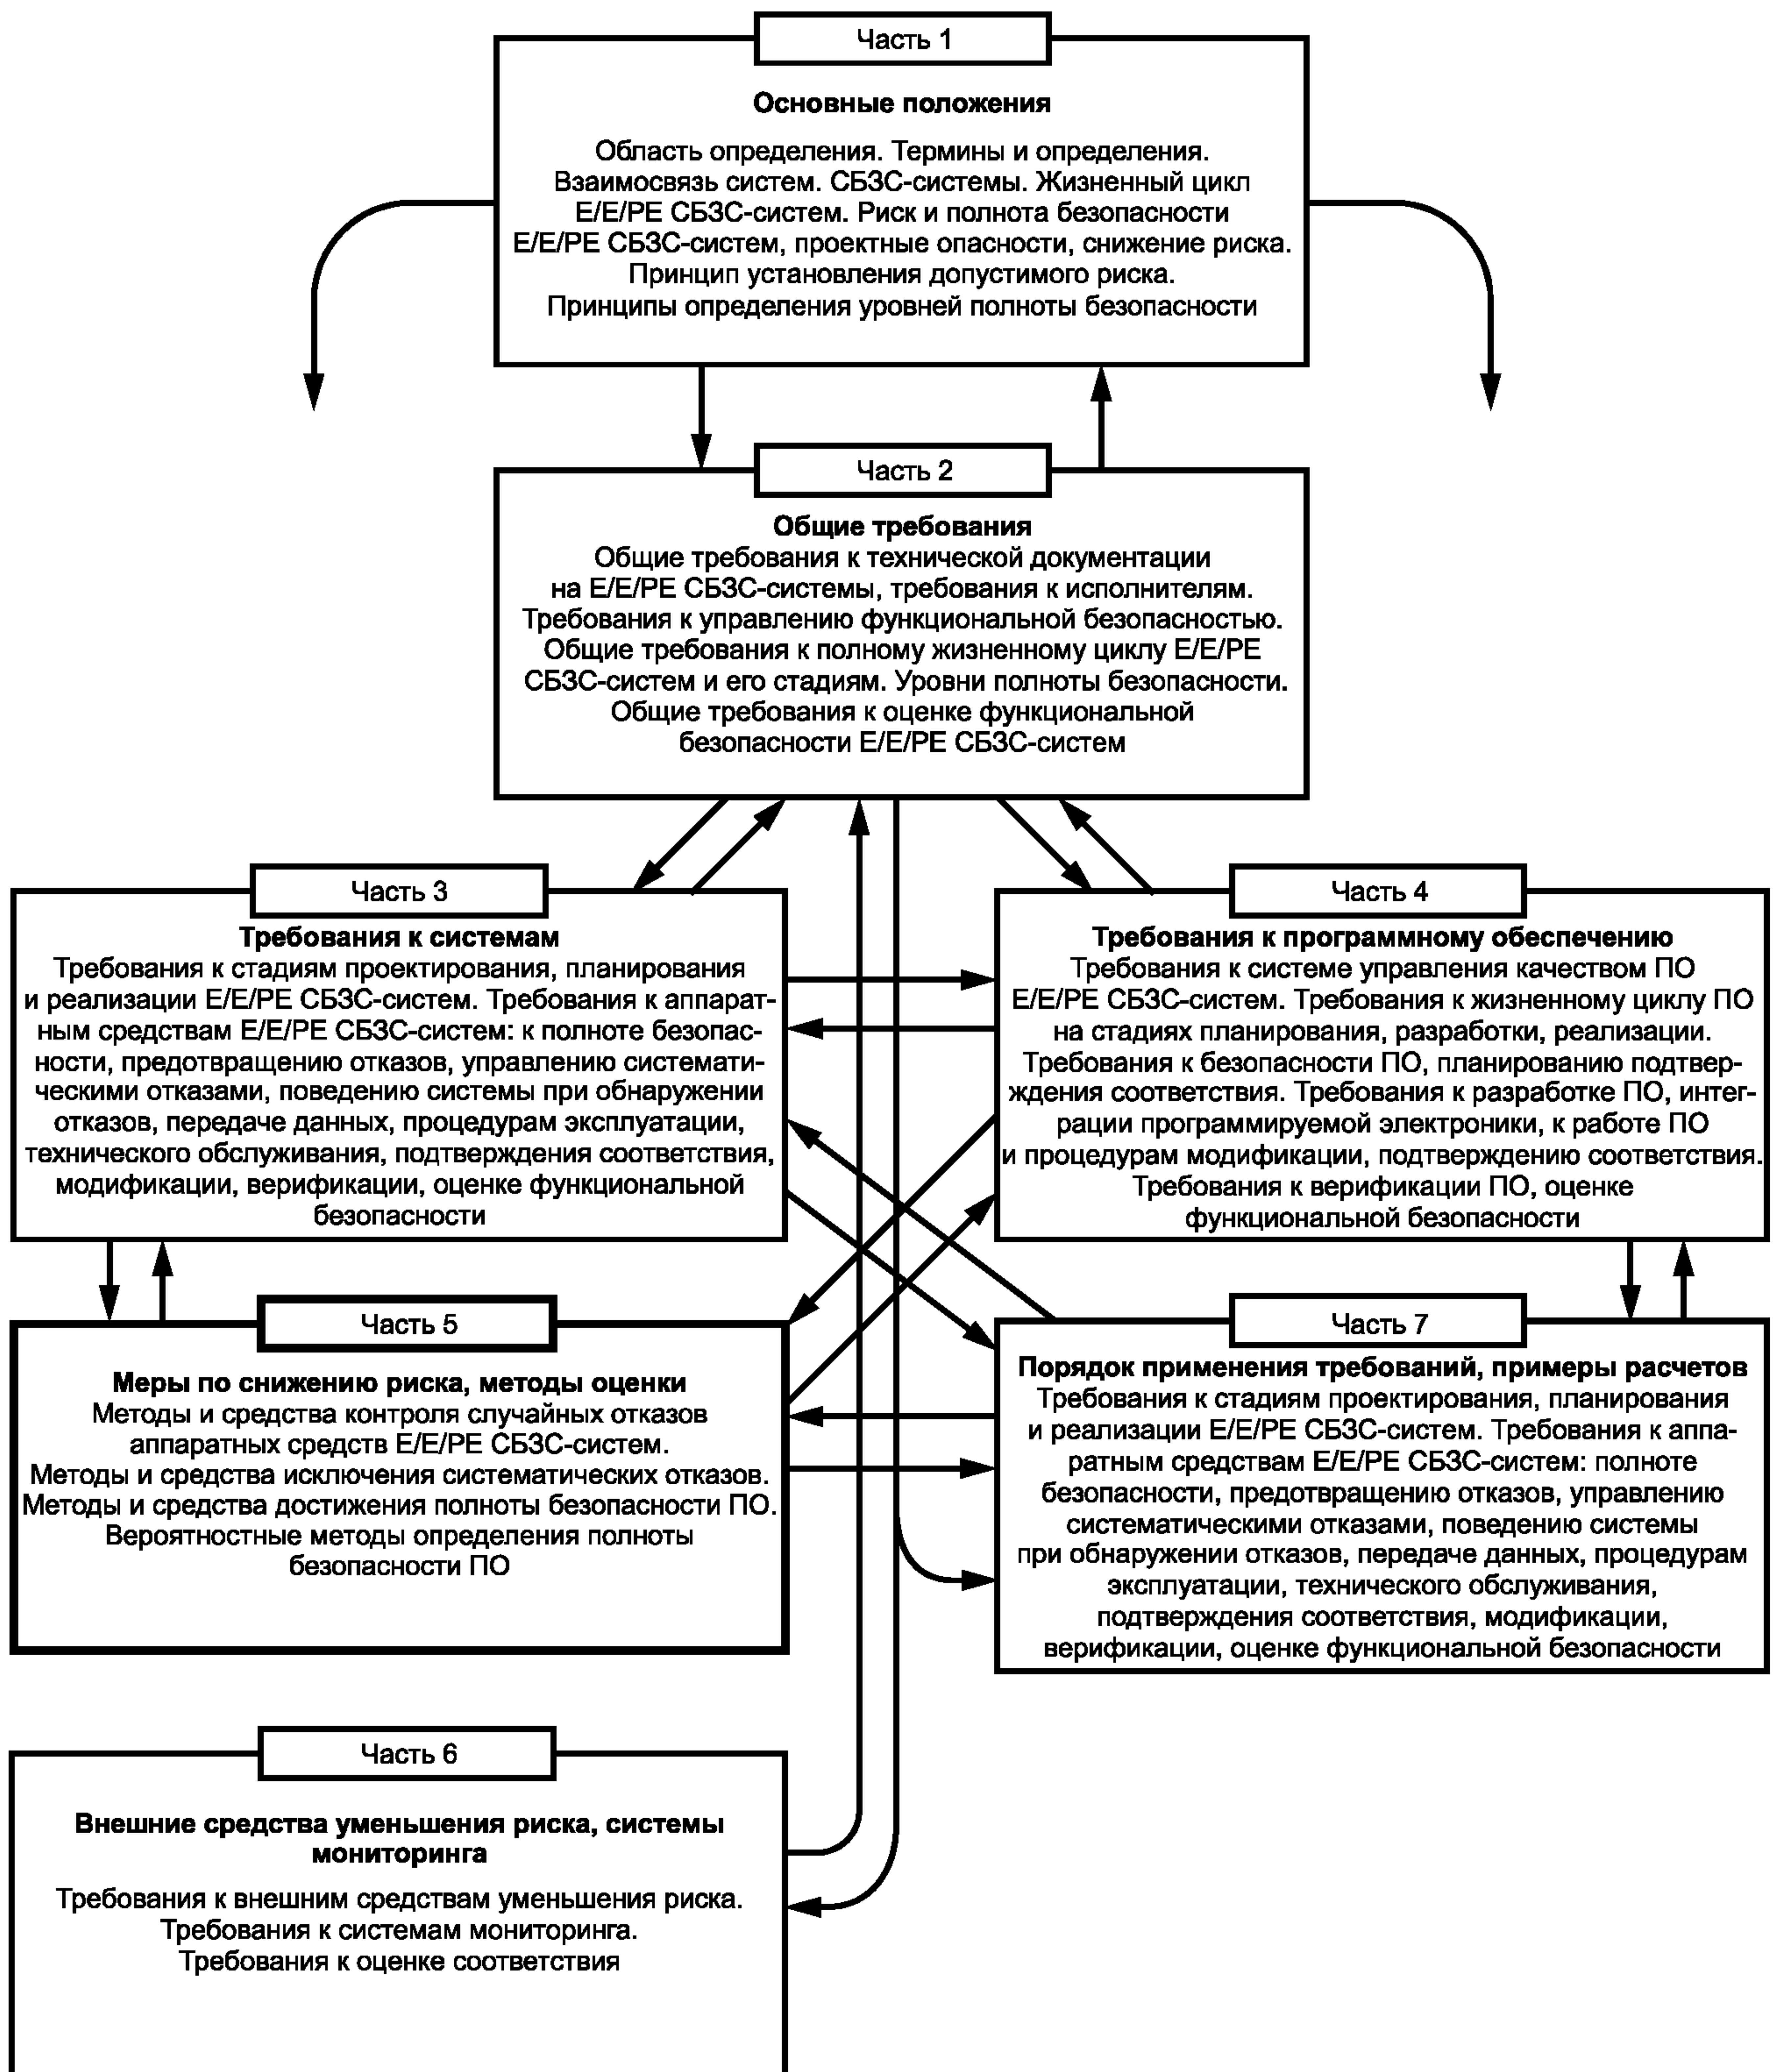 Часть 1
Основные положения
Область определения. Термины и определения.
Взаимосвязь систем. СБЗС-системы. Жизненный цикл
E/E/PE СБЗС-систем. Риск и полнота безопасности
E/E/PE СБЗС-систем, проектные опасности, снижение риска.
Принцип установления допустимого риска.
Принципы определения уровней полноты безопасности
Часть 2
Общие требования
Общие требования к технической документации
на E/E/PE СБЗС-системы, требования к исполнителям.
Требования к управлению функциональной безопасностью.
Общие требования к полному жизненному циклу E/E/PE
СБЗС-систем и его стадиям. Уровни полноты безопасности.
Общие требования к оценке функциональной
безопасности E/E/PE СБЗС-систем
Часть 3
Требования к системам
Требования к стадиям проектирования, планирования
и реализации E/E/PE СБЗС-систем. Требования к аппарат-
ным средствам E/E/PE СБЗС-систем: к полноте безопас-
ности, предотвращению отказов, управлению системати-
ческими отказами, поведению системы при обнаружении
отказов, передаче данных, процедурам эксплуатации,
технического обслуживания, подтверждения соответствия,
модификации, верификации, оценке функциональной
безопасности
Часть 4
Требования к программному обеспечению
Требования к системе управления качеством ПО
E/E/PE СБЗС-систем. Требования к жизненному циклу ПО
на стадиях планирования, разработки, реализации.
Требования к безопасности ПО, планированию подтвер-
ждения соответствия. Требования к разработке ПО, интег-
рации программируемой электроники, к работе ПО
и процедурам модификации, подтверждению соответствия.
Требования к верификации ПО, оценке
функциональной безопасности
Часть 5
Меры по снижению риска, методы оценки
Методы и средства контроля случайных отказов
аппаратных средств E/E/PE СБЗС-систем.
Методы и средства исключения систематических отказов.
Методы и средства достижения полноты безопасности ПО.
Вероятностные методы определения полноты
безопасности ПО
Часть 7
Порядок применения требований, примеры расчетов
Требования к стадиям проектирования, планирования
и реализации E/E/PE СБЗС-систем. Требования к аппа-
ратным средствам E/E/PE СБЗС-систем: полноте
безопасности, предотвращению отказов, управлению
систематическими отказами, поведению системы
при обнаружении отказов, передаче данных, процедурам
эксплуатации, технического обслуживания,
подтверждения соответствия, модификации,
верификации, оценке функциональной безопасности
Часть 6
Внешние средства уменьшения риска, системы
мониторинга
Требования к внешним средствам уменьшения риска.
Требования к системам мониторинга.
Требования к оценке соответствия